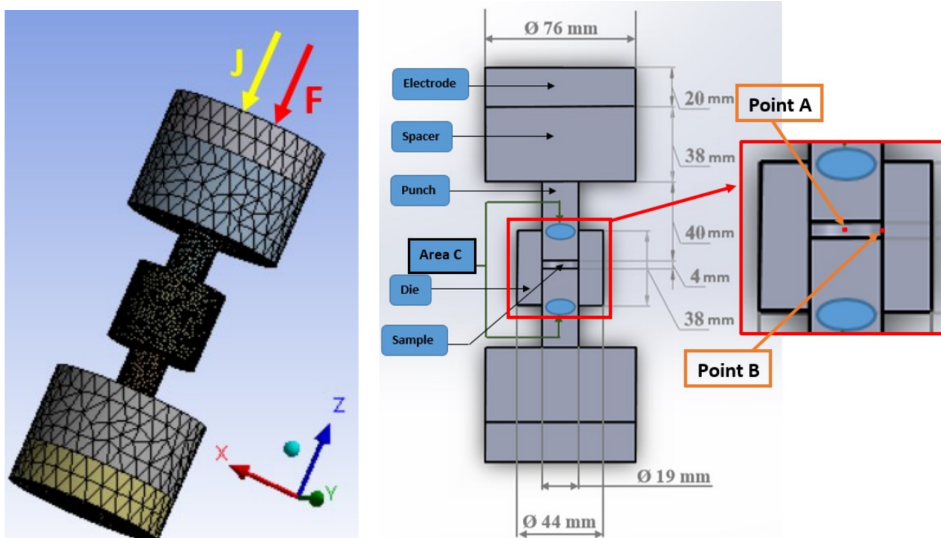 J
F
X
Z
Y
Ø 76 mm
Electrode
20 mm
Spacer
38 mm
Punch
40 mm
Area C
4 mm
Die
38 mm
Sample
Ø 19 mm
Ø 44 mm
Point A
Point B